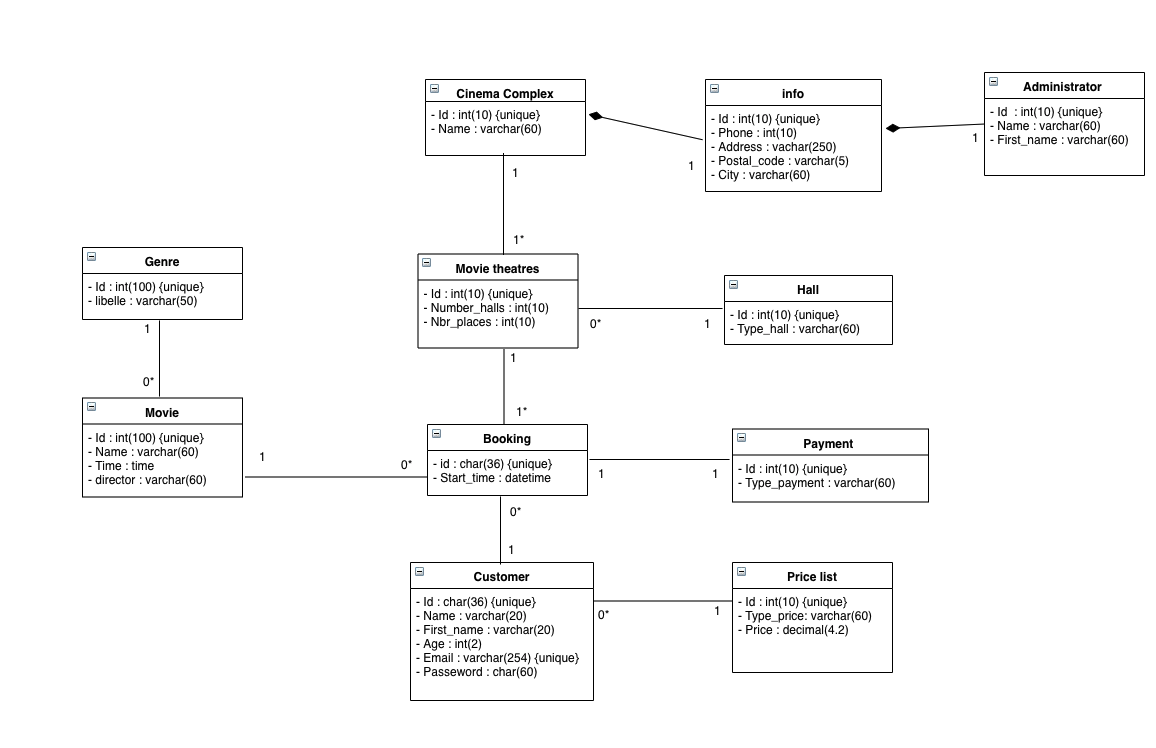 Cinema Complex
- Id : int(10) {unique}
- Name : varchar(60)
info
- Id : int(10) {unique}
- Phone : int(10)
- Address : vachar(250)
- Postal_code : varchar(5)
- City : varchar(60)
Administrator
- Id : int(10) {unique}
- Name : varchar(60)
- First_name : varchar(60)
1
1
1
1*
Genre
- Id : int(100) {unique}
- libelle : varchar(50)
Movie theatres
- Id : int(10) {unique}
- Number_halls : int(10)
- Nbr_places : int(10)
Hall
- Id : int(10) {unique}
- Type_hall : varchar(60)
0*
1
1
0*
1
1*
Movie
- Id : int(100) {unique}
- Name : varchar(60)
- Time : time
- director : varchar(60)
1
0*
Booking
- id : char(36) {unique}
- Start_time : datetime
1
1
Payment
- Id : int(10) {unique}
- Type_payment : varchar(60)
0*
1
Customer
- Id : char(36) {unique}
- Name : varchar(20)
- First_name : varchar(20)
- Age : int(2)
- Email : varchar(254) {unique}
- Passeword : char(60)
0*
1
Price list
- Id : int(10) {unique}
- Type_price: varchar(60)
- Price : decimal(4.2)